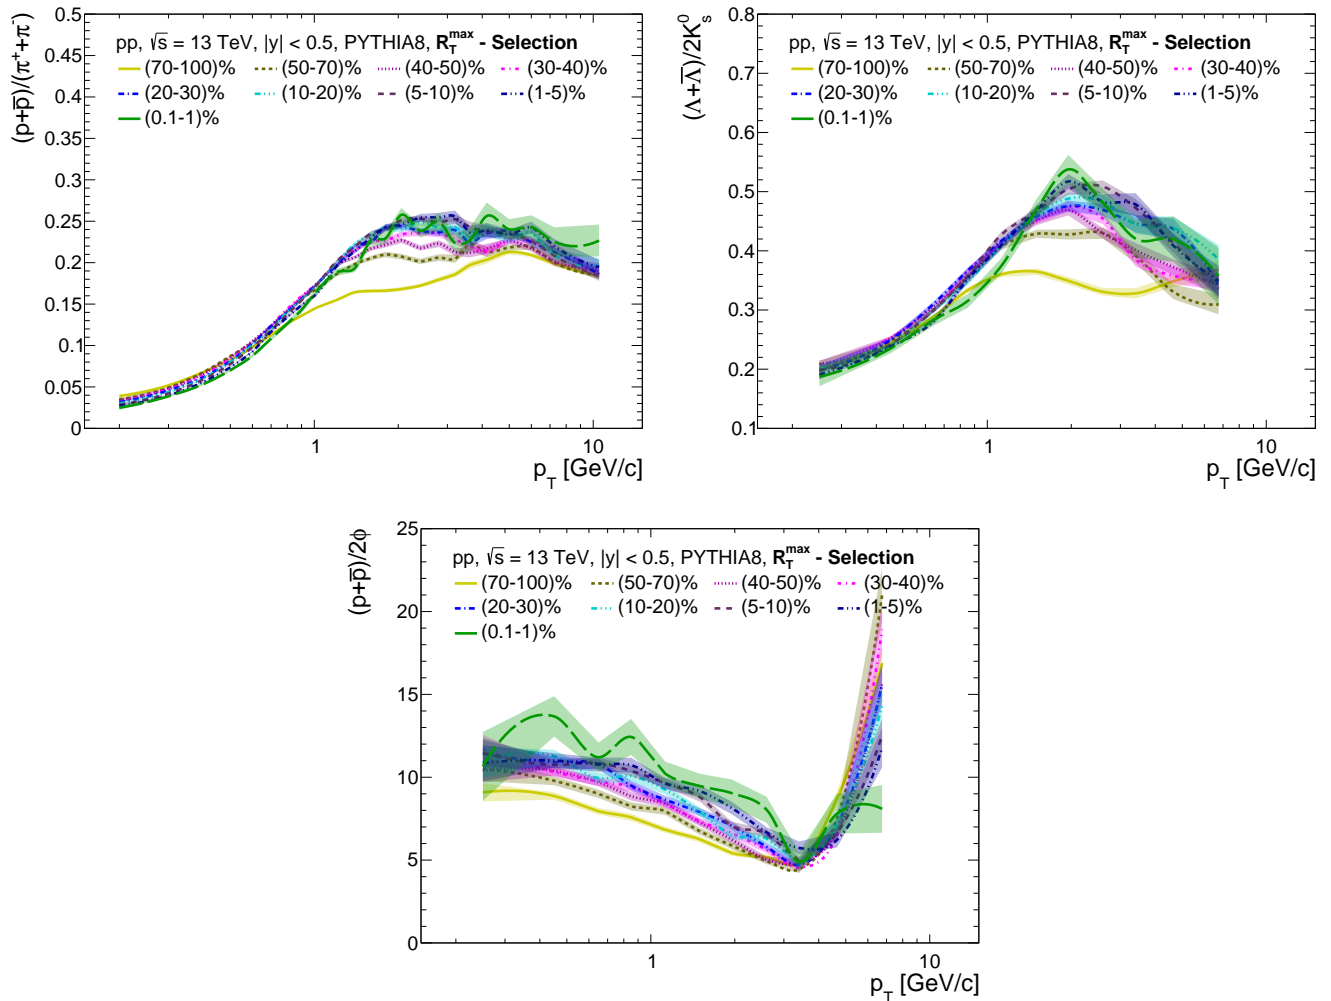 (p+p̅)/(π⁺+π⁻)
0.5
0.45
0.4
0.35
0.3
0.25
0.2
0.15
0.1
0.05
0
pp, √s = 13 TeV, |y| < 0.5, PYTHIA8, R_T^max - Selection
(70-100)% (50-70)% (40-50)% (30-40)%
(20-30)% (10-20)% (5-10)% (1-5)%
(0.1-1)%
1 10
p_T [GeV/c]
(Λ+Λ̅)/2K_s^0
0.8
0.7
0.6
0.5
0.4
0.3
0.2
0.1
pp, √s = 13 TeV, |y| < 0.5, PYTHIA8, R_T^max - Selection
(70-100)% (50-70)% (40-50)% (30-40)%
(20-30)% (10-20)% (5-10)% (1-5)%
(0.1-1)%
1 10
p_T [GeV/c]
(p+p̅)/2ϕ
25
20
15
10
5
0
pp, √s = 13 TeV, |y| < 0.5, PYTHIA8, R_T^max - Selection
(70-100)% (50-70)% (40-50)% (30-40)%
(20-30)% (10-20)% (5-10)% (1-5)%
(0.1-1)%
1 10
p_T [GeV/c]